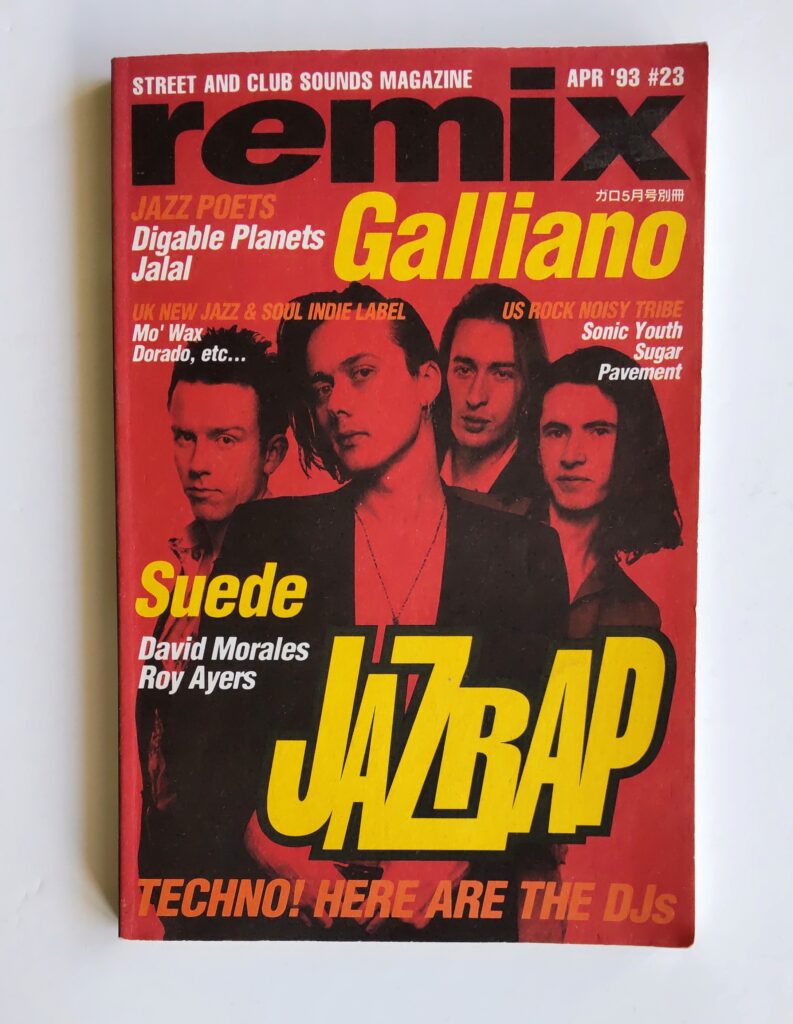 STREET AND CLUB SOUNDS MAGAZINE
APR '93 #23
remix
ガロ5月号別冊
JAZZ POETS
Digable Planets
Jalal
Galliano
UK NEW JAZZ & SOUL INDIE LABEL
Mo' Wax
Dorado, etc...
US ROCK NOISY TRIBE
Sonic Youth
Sugar
Pavement
Suede
David Morales
Roy Ayers
JAZRAP
TECHNO! HERE ARE THE DJs